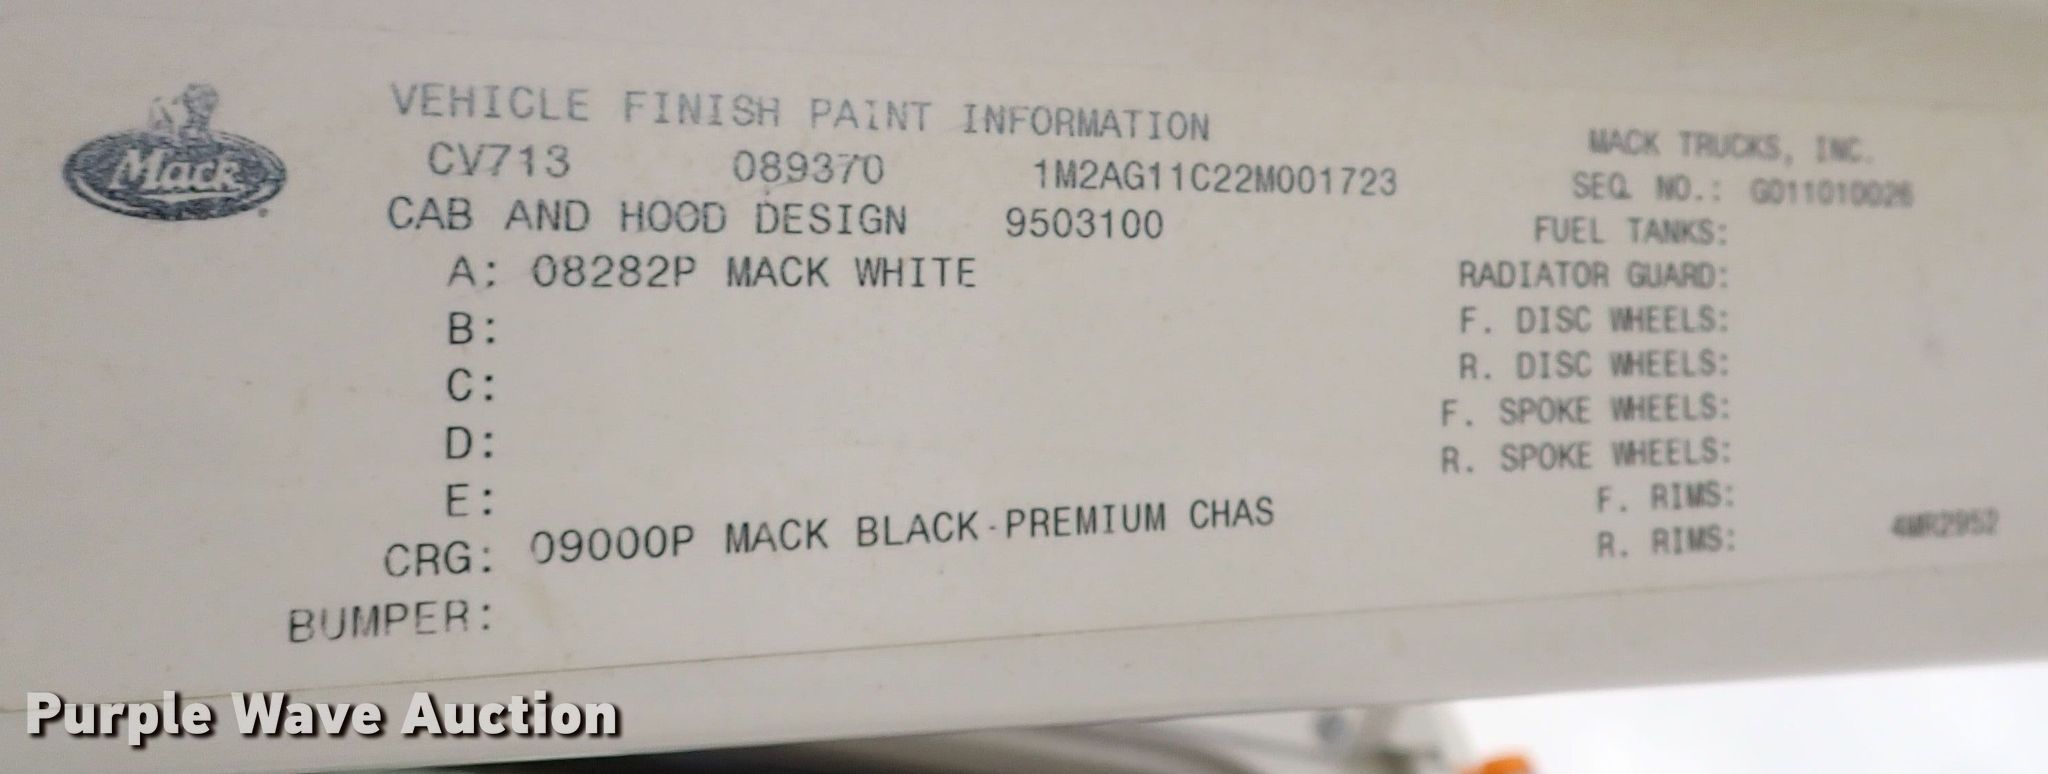 Mack
VEHICLE FINISH PAINT INFORMATION
CV713 089370 1M2AG11C22M001723
CAB AND HOOD DESIGN 9503100
A: 08282P MACK WHITE
B:
C:
D:
E:
CRG: 09000P MACK BLACK-PREMIUM CHAS
BUMPER:
MACK TRUCKS, INC.
SEQ. NO.: G011010026
FUEL TANKS:
RADIATOR GUARD:
F. DISC WHEELS:
R. DISC WHEELS:
F. SPOKE WHEELS:
R. SPOKE WHEELS:
F. RIMS:
R. RIMS:
4MR2952
Purple Wave Auction